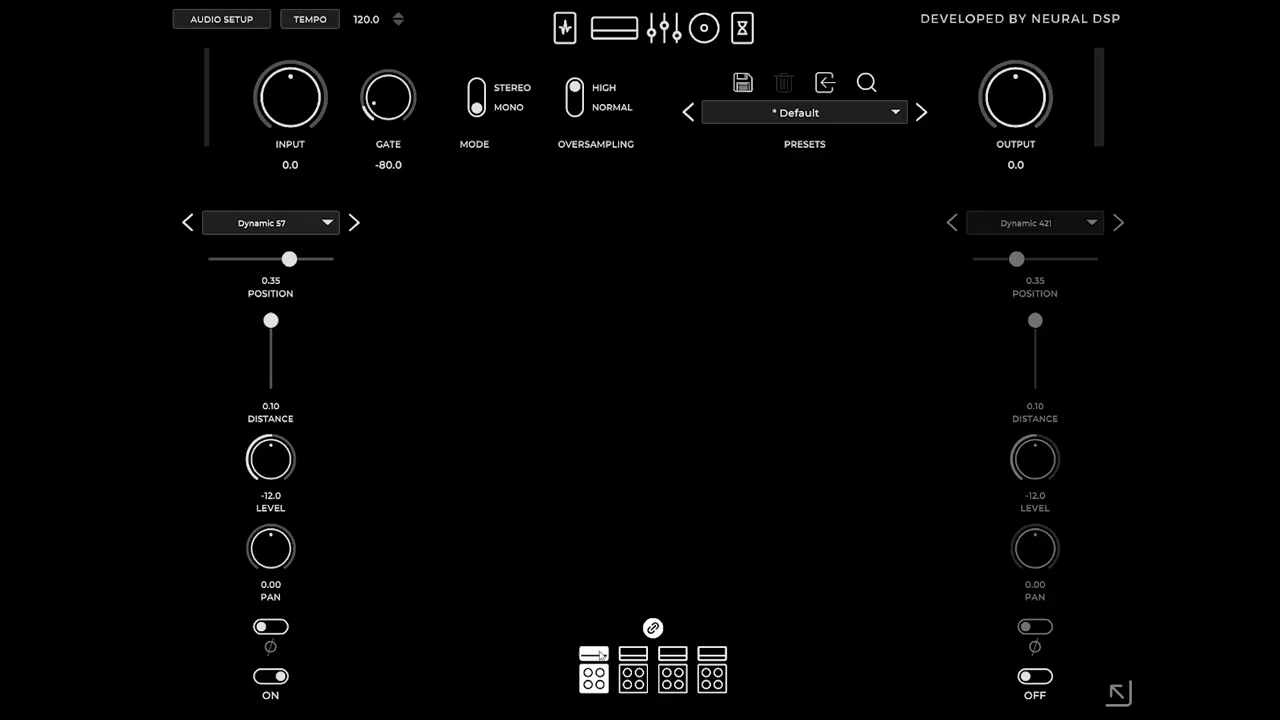 AUDIO SETUP TEMPO 120.0 DEVELOPED BY NEURAL DSP
STEREO HIGH
MONO NORMAL
* Default
INPUT GATE MODE OVERSAMPLING PRESETS OUTPUT
0.0 -80.0 0.0
Dynamic 57 Dynamic 421
0.35 0.35
POSITION POSITION
0.10 0.10
DISTANCE DISTANCE
-12.0 -12.0
LEVEL LEVEL
0.00 0.00
PAN PAN
Ø Ø
ON OFF